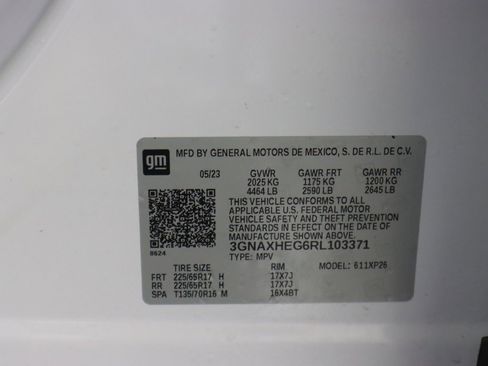 gm MFD BY GENERAL MOTORS DE MEXICO, S. DE R.L. DE C.V.
05/23 GVWR GAWR FRT GAWR RR
2025 KG 1175 KG 1200 KG
4464 LB 2590 LB 2645 LB
THIS VEHICLE CONFORMS TO ALL
APPLICABLE U.S. FEDERAL MOTOR
VEHICLE SAFETY AND THEFT PREVENTION
STANDARDS IN EFFECT ON THE DATE OF
MANUFACTURE SHOWN ABOVE.
3GNAXHEG6RL103371
8624 TYPE: MPV
TIRE SIZE RIM MODEL: 611XP26
FRT 225/65R17 H 17X7J
RR 225/65R17 H 17X7J
SPA T135/70R16 M 16X4BT